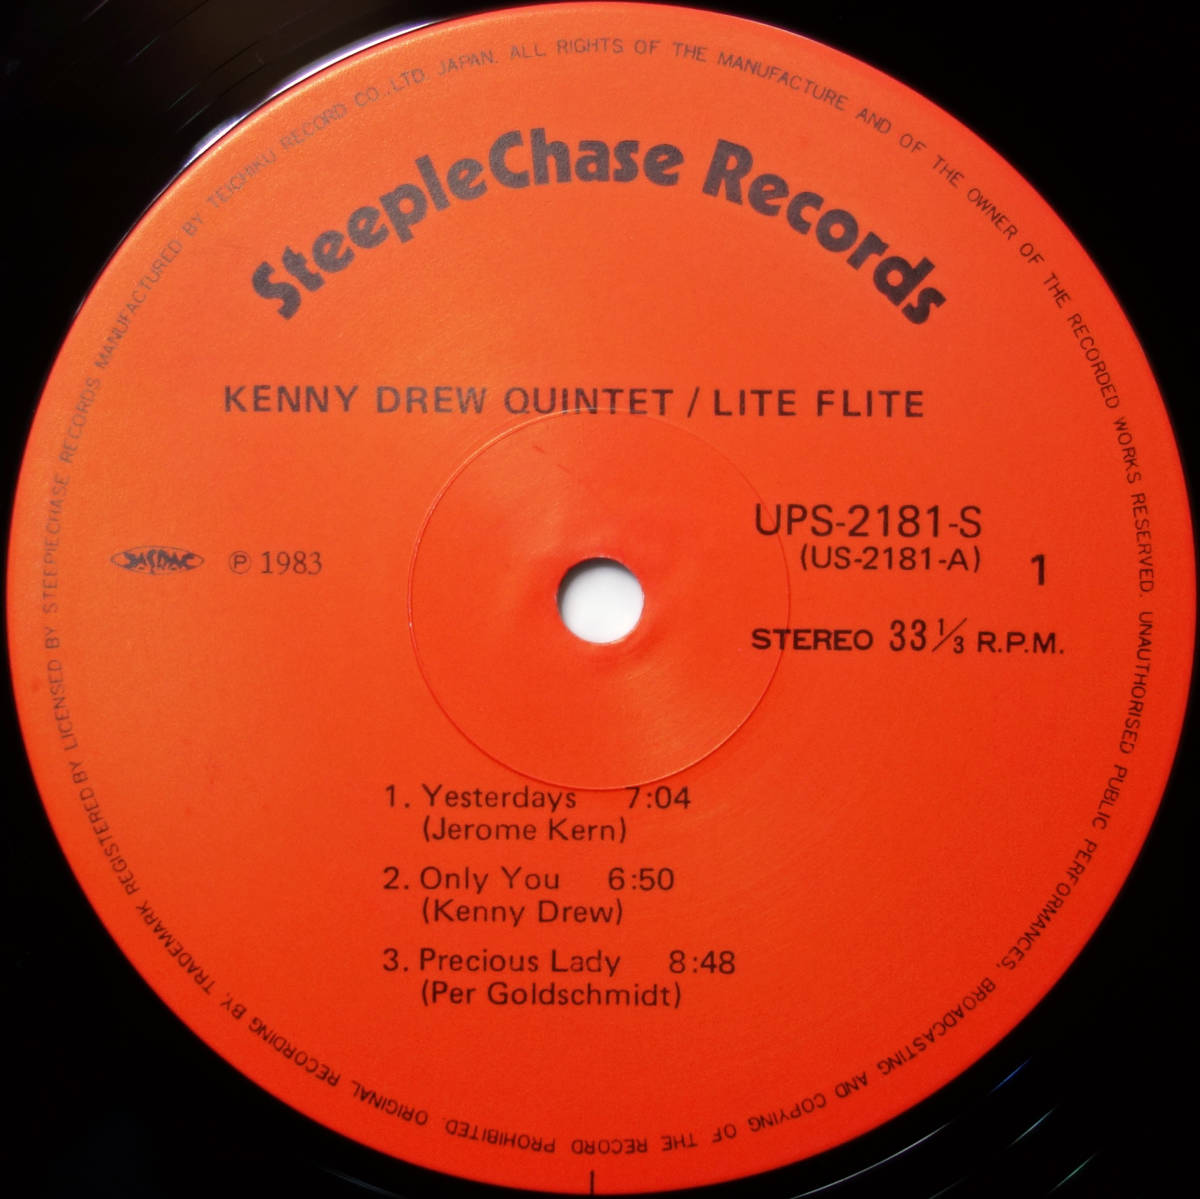 SteepleChase Records
KENNY DREW QUINTET / LITE FLITE
UPS-2181-S
(US-2181-A)
1
JASRAC ℗ 1983
STEREO 33 1/3 R.P.M.
1. Yesterdays 7:04
(Jerome Kern)
2. Only You 6:50
(Kenny Drew)
3. Precious Lady 8:48
(Per Goldschmidt)
ORIGINAL RECORDING BY, TRADEMARK REGISTERED BY LICENSED BY STEEPIECHASE RECORDS MANUFACTURED BY TEICHIKU RECORD CO., LTD. JAPAN. ALL RIGHTS OF THE MANUFACTURE AND OF THE OWNER OF THE RECORDED WORKS RESERVED. UNAUTHORISED PUBLIC PERFORMANCES, BROADCASTING AND COPYING OF THE RECORD PROHIBITED.